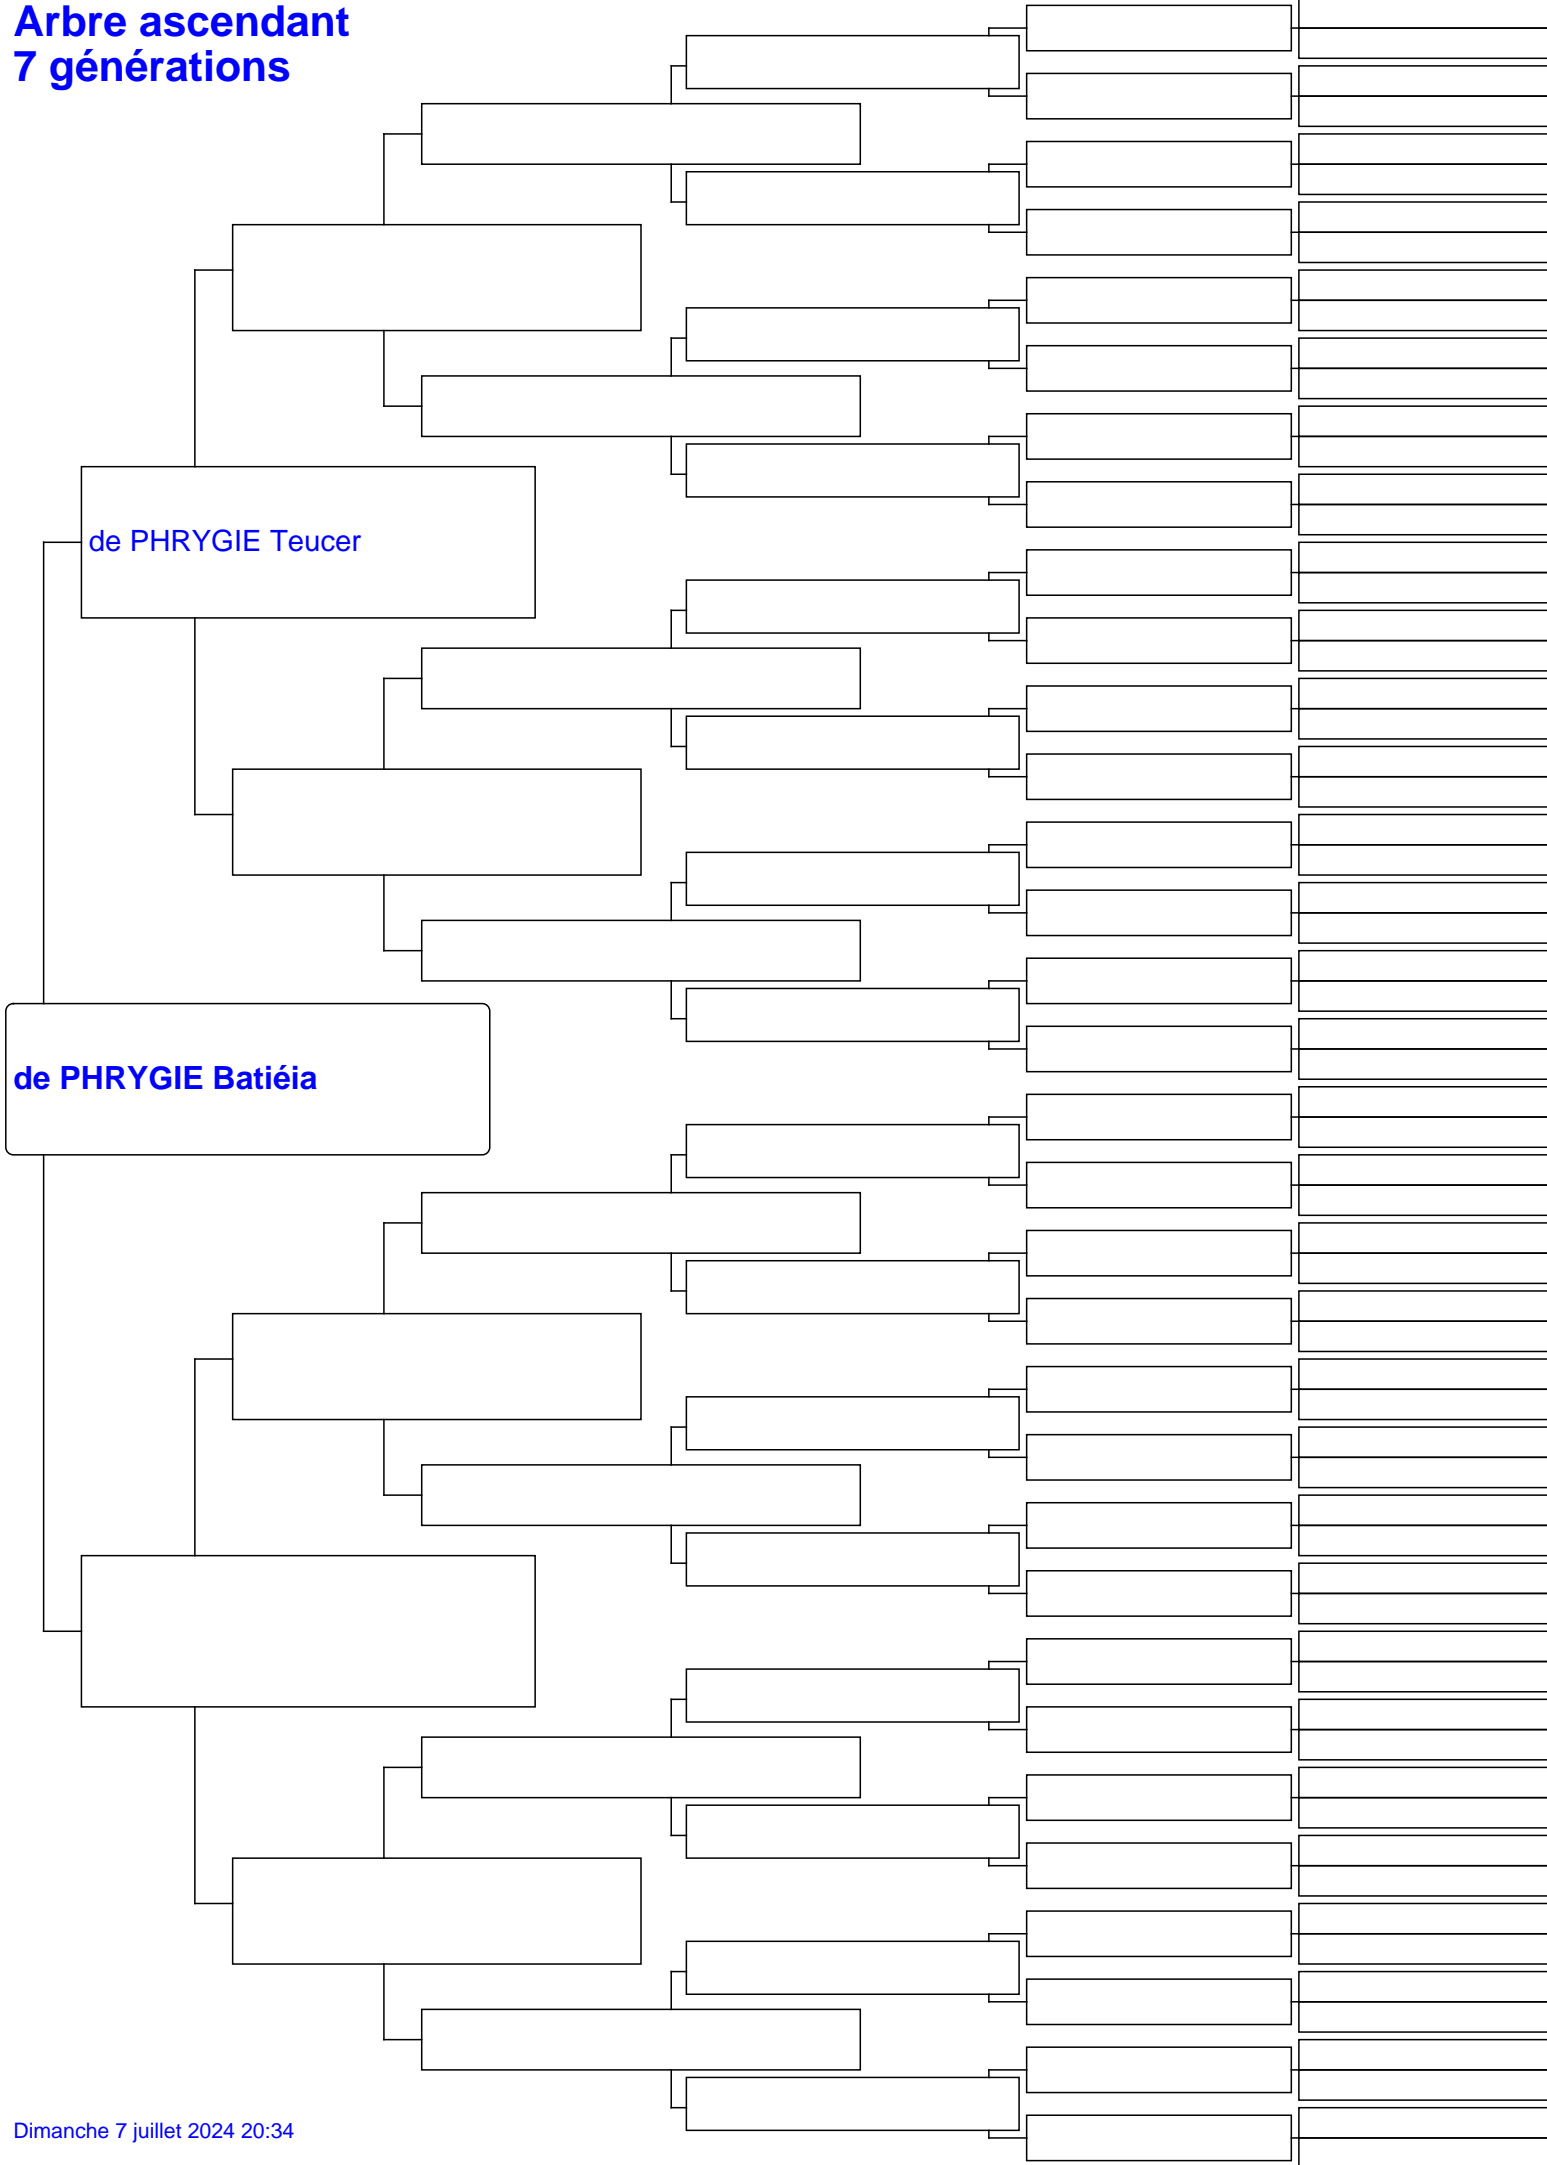 Arbre ascendant
7 générations
de PHRYGIE Teucer
de PHRYGIE Batiéia
Dimanche 7 juillet 2024 20:34